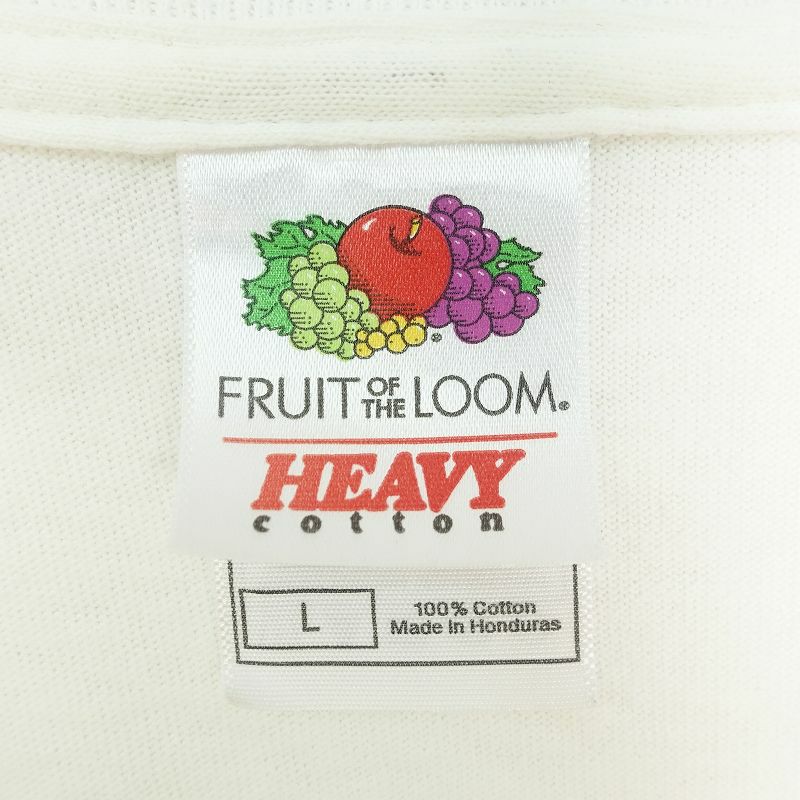 FRUIT OF THE LOOM®
HEAVY
cotton
L
100% Cotton
Made In Honduras